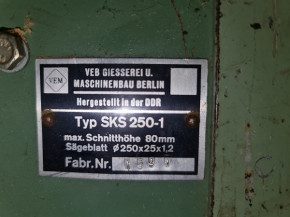 VEM
VEB GIESSEREI U.
MASCHINENBAU BERLIN
Hergestellt in der DDR
Typ SKS 250-1
max. Schnitthöhe 80mm
Sägeblatt ø250x25x1,2
Fabr.Nr.